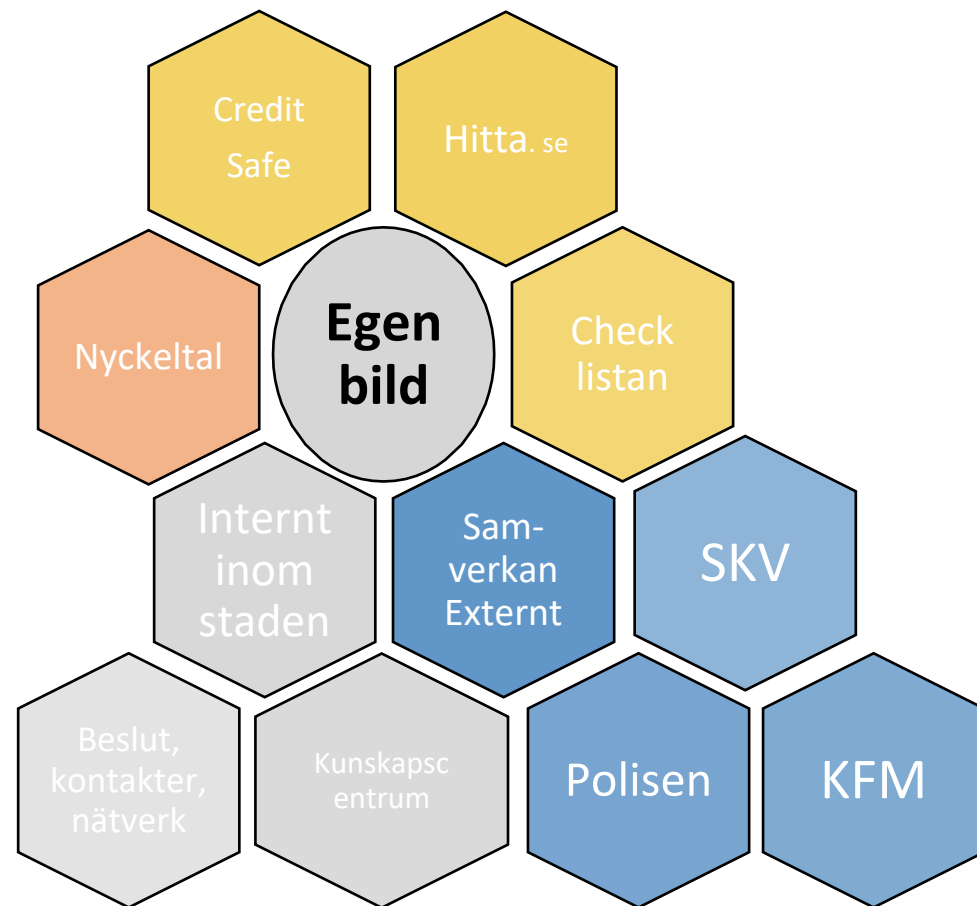 Credit
Safe
Hitta. se
Nyckeltal
Egen
bild
Check
listan
Internt
inom
staden
Sam-
verkan
Externt
SKV
Beslut,
kontakter,
nätverk
Kunskapsc
entrum
Polisen
KFM